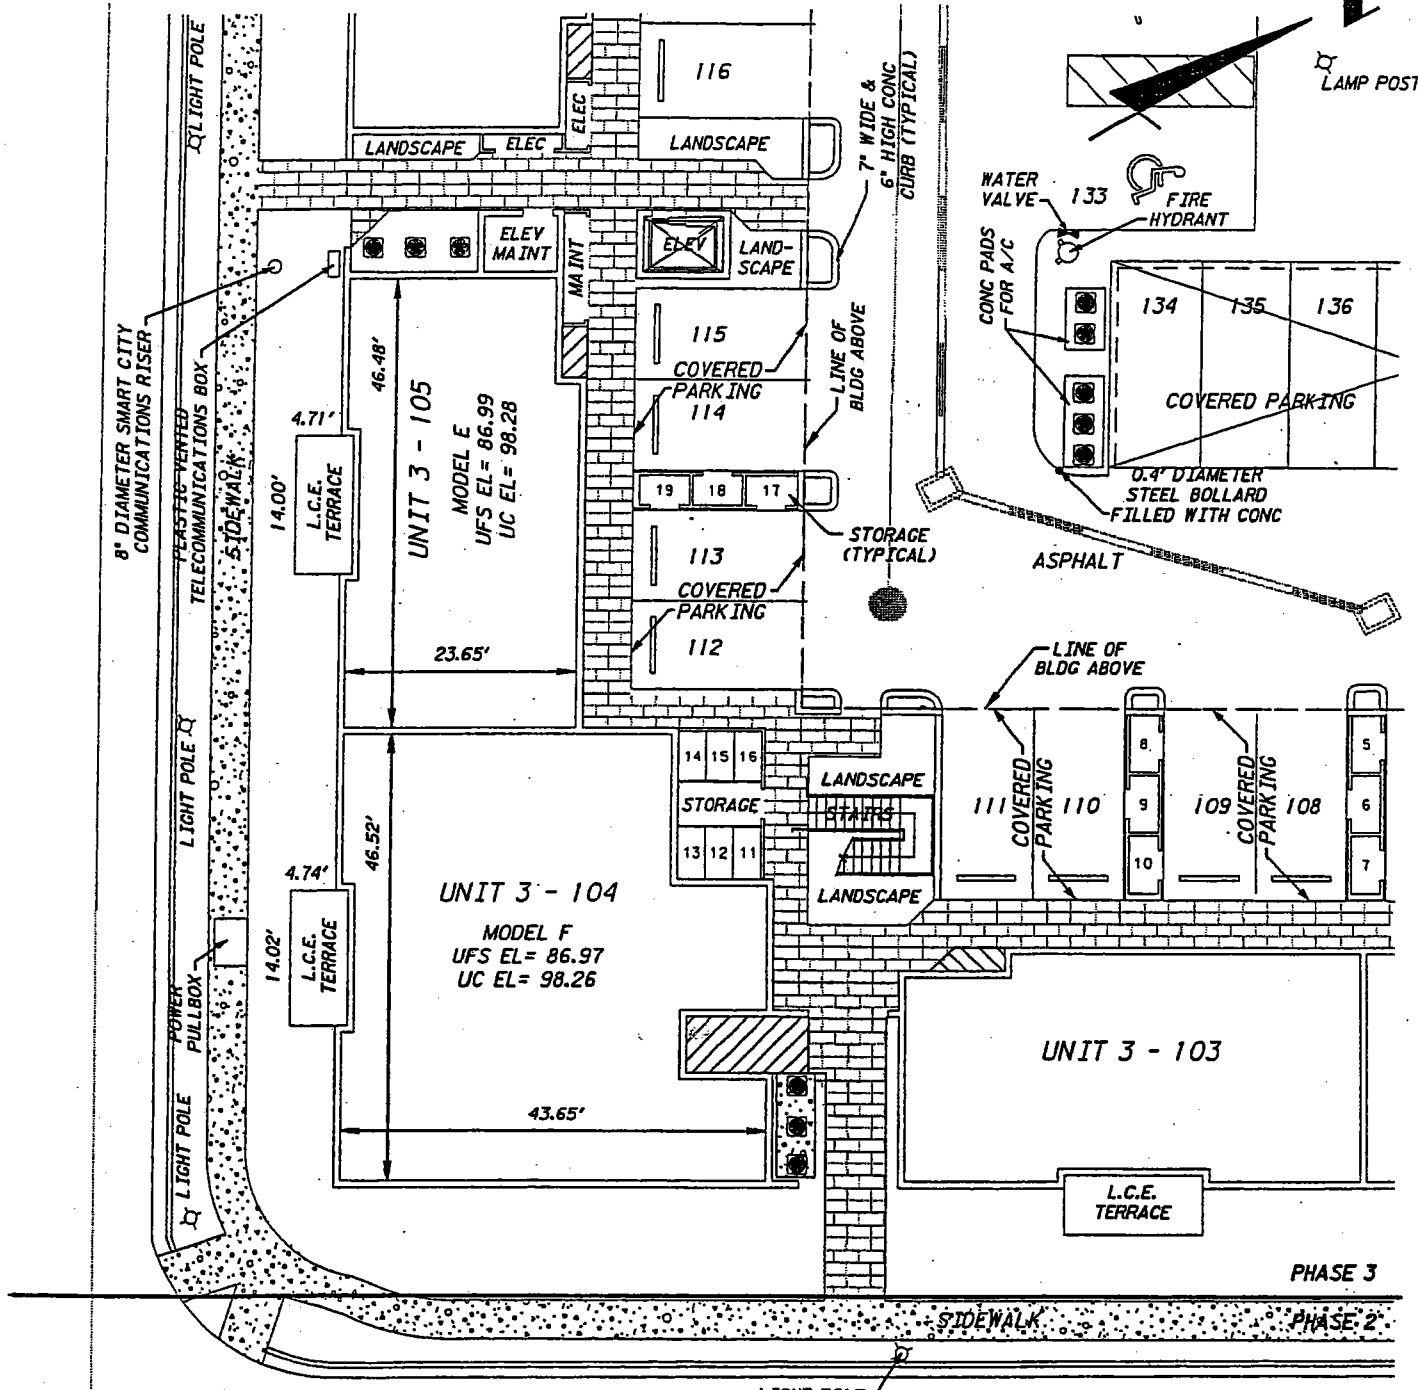 LIGHT POLE
116
ELEC
LANDSCAPE
ELEC
LANDSCAPE
7" WIDE &
6" HIGH CONC
CURB (TYPICAL)
LAMP POST
WATER
VALVE
133
FIRE
HYDRANT
ELEV
MAINT
MAINT
ELEV
LAND-
SCAPE
CONC PADS
FOR A/C
134
135
136
COVERED PARKING
8" DIAMETER SMART CITY
COMMUNICATIONS RISER
PLASTIC VENTED
TELECOMMUNICATIONS BOX
SIDEWALK
46.48'
4.71'
14.00'
L.C.E.
TERRACE
UNIT 3 - 105
MODEL E
UFS EL= 86.99
UC EL= 98.28
23.65'
115
COVERED
PARKING
114
LINE OF
BLDG ABOVE
19
18
17
STORAGE
(TYPICAL)
113
COVERED
PARKING
112
0.4' DIAMETER
STEEL BOLLARD
FILLED WITH CONC
ASPHALT
LINE OF
BLDG ABOVE
LIGHT POLE
14
15
16
STORAGE
13
12
11
LANDSCAPE
STAIRS
LANDSCAPE
111
COVERED
PARKING
110
8
9
10
109
COVERED
PARKING
108
5
6
7
46.52'
4.74'
14.02'
L.C.E.
TERRACE
UNIT 3 - 104
MODEL F
UFS EL= 86.97
UC EL= 98.26
43.65'
POWER
PULLBOX
LIGHT POLE
UNIT 3 - 103
L.C.E.
TERRACE
PHASE 3
SIDEWALK
PHASE 2